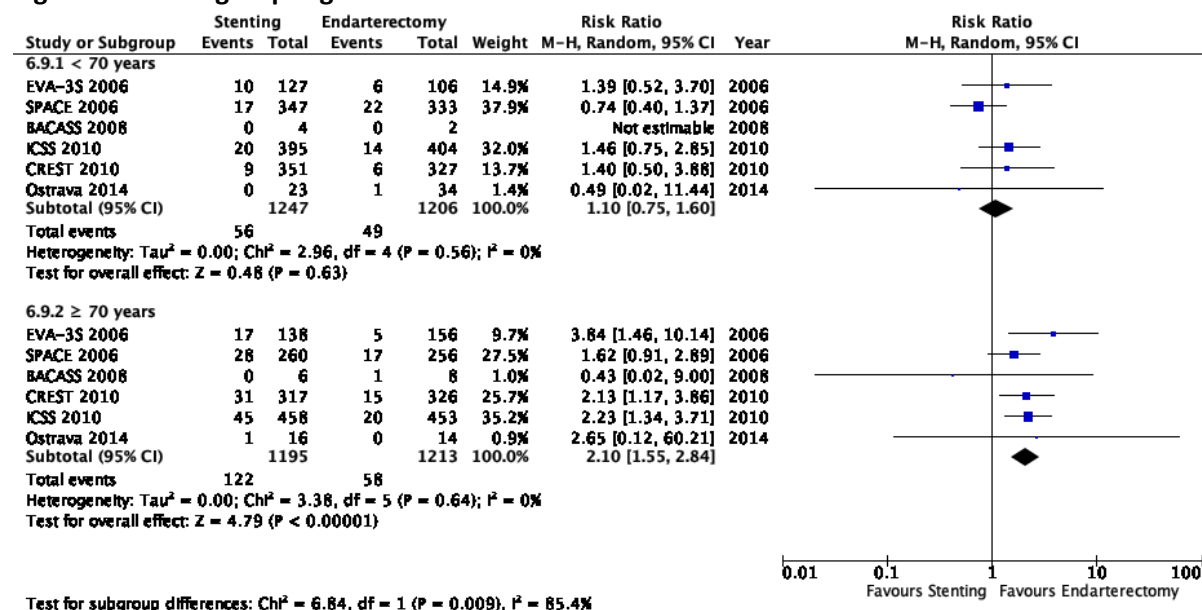 Stenting Endarterectomy Risk Ratio Risk Ratio
Study or Subgroup Events Total Events Total Weight M-H, Random, 95% CI Year M-H, Random, 95% CI
6.9.1 < 70 years
EVA-3S 2006 10 127 6 106 14.9% 1.39 [0.52, 3.70] 2006
SPACE 2006 17 347 22 333 37.9% 0.74 [0.40, 1.37] 2006
BACASS 2008 0 4 0 2 Not estimable 2008
ICSS 2010 20 395 14 404 32.0% 1.46 [0.75, 2.85] 2010
CREST 2010 9 351 6 327 13.7% 1.40 [0.50, 3.88] 2010
Ostrava 2014 0 23 1 34 1.4% 0.49 [0.02, 11.44] 2014
Subtotal (95% CI) 1247 1206 100.0% 1.10 [0.75, 1.60]
Total events 56 49
Heterogeneity: Tau² = 0.00; Chi² = 2.96, df = 4 (P = 0.56); I² = 0%
Test for overall effect: Z = 0.48 (P = 0.63)
6.9.2 ≥ 70 years
EVA-3S 2006 17 138 5 156 9.7% 3.84 [1.46, 10.14] 2006
SPACE 2006 28 260 17 256 27.5% 1.62 [0.91, 2.89] 2006
BACASS 2008 0 6 1 8 1.0% 0.43 [0.02, 9.00] 2008
CREST 2010 31 317 15 326 25.7% 2.13 [1.17, 3.86] 2010
ICSS 2010 45 458 20 453 35.2% 2.23 [1.34, 3.71] 2010
Ostrava 2014 1 16 0 14 0.9% 2.65 [0.12, 60.21] 2014
Subtotal (95% CI) 1195 1213 100.0% 2.10 [1.55, 2.84]
Total events 122 58
Heterogeneity: Tau² = 0.00; Chi² = 3.38, df = 5 (P = 0.64); I² = 0%
Test for overall effect: Z = 4.79 (P < 0.00001)
0.01 0.1 1 10 100
Favours Stenting Favours Endarterectomy
Test for subgroup differences: Chi² = 6.84, df = 1 (P = 0.009), I² = 85.4%